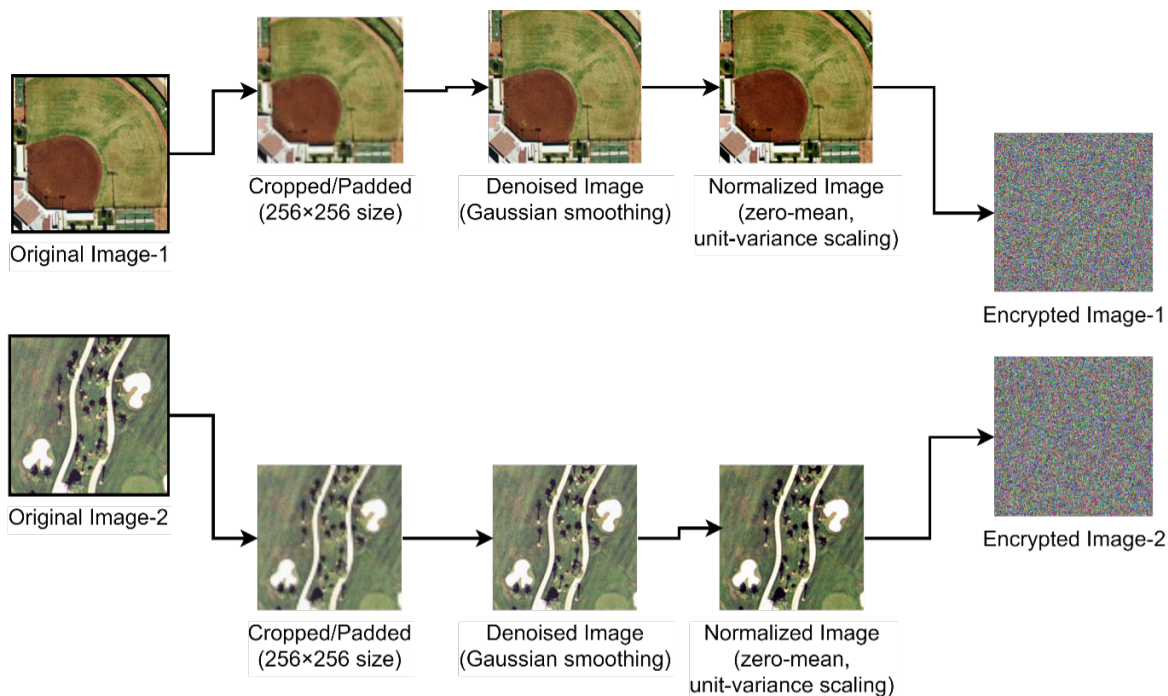 Original Image-1
Cropped/Padded
(256×256 size)
Denoised Image
(Gaussian smoothing)
Normalized Image
(zero-mean,
unit-variance scaling)
Encrypted Image-1
Original Image-2
Cropped/Padded
(256×256 size)
Denoised Image
(Gaussian smoothing)
Normalized Image
(zero-mean,
unit-variance scaling)
Encrypted Image-2